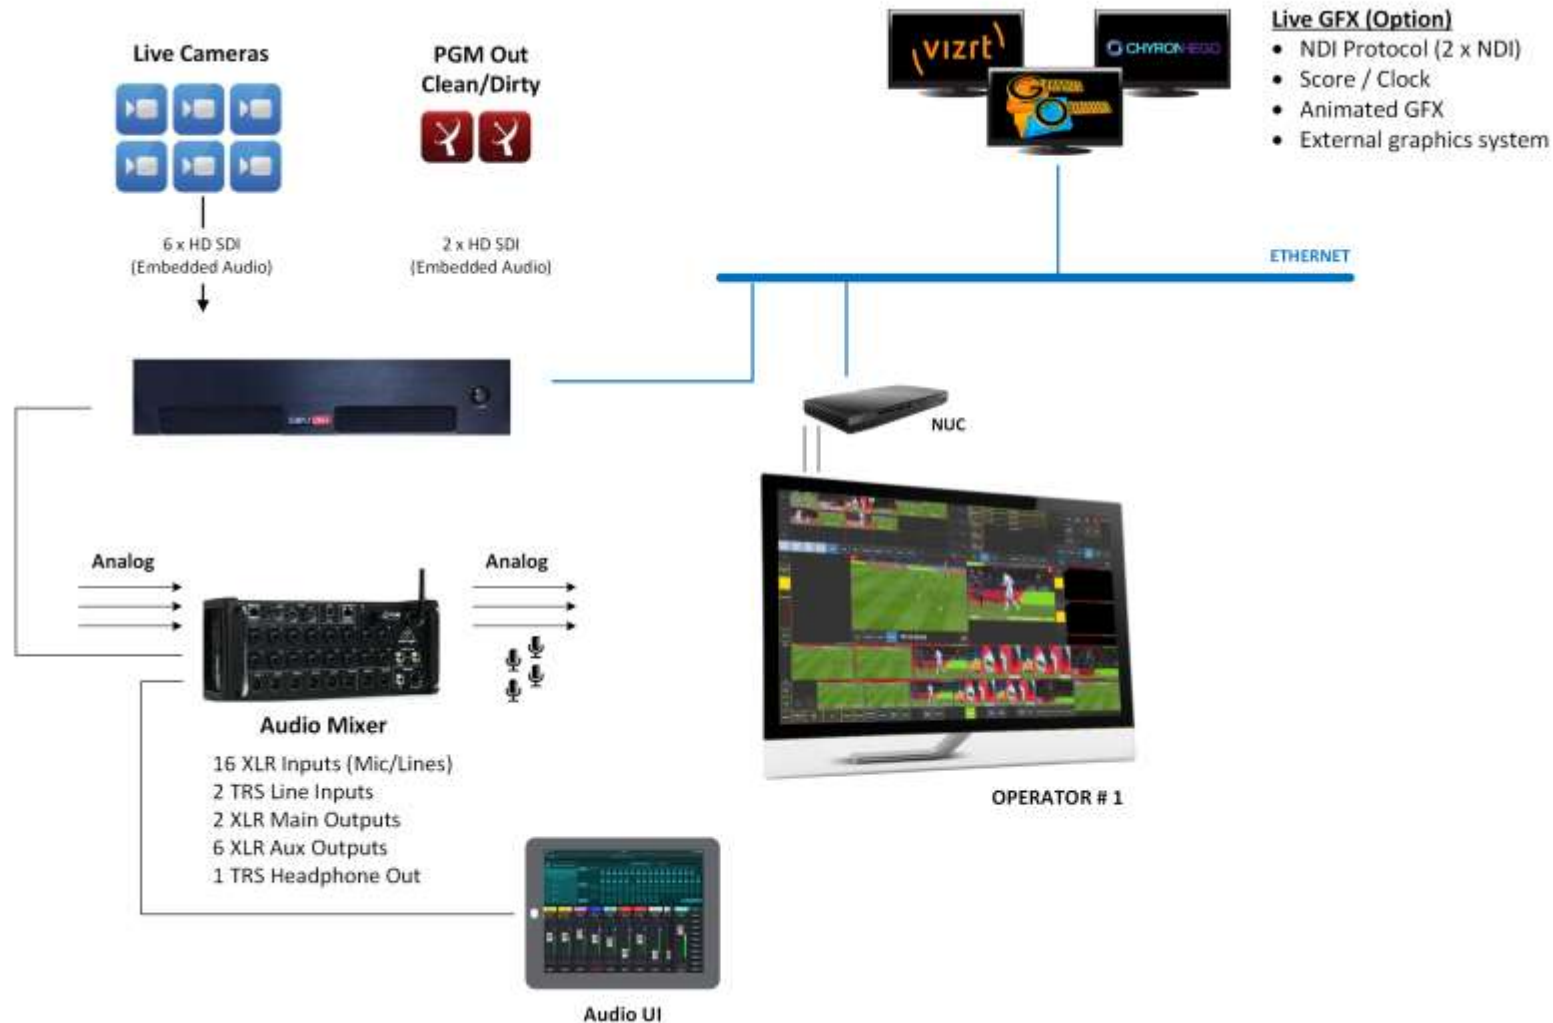 Live Cameras
6 x HD SDI
(Embedded Audio)
PGM Out
Clean/Dirty
2 x HD SDI
(Embedded Audio)
vizrt
CHYRONHEGO
Live GFX (Option)
• NDI Protocol (2 x NDI)
• Score / Clock
• Animated GFX
• External graphics system
ETHERNET
NUC
OPERATOR # 1
Analog
Analog
Audio Mixer
16 XLR Inputs (Mic/Lines)
2 TRS Line Inputs
2 XLR Main Outputs
6 XLR Aux Outputs
1 TRS Headphone Out
Audio UI